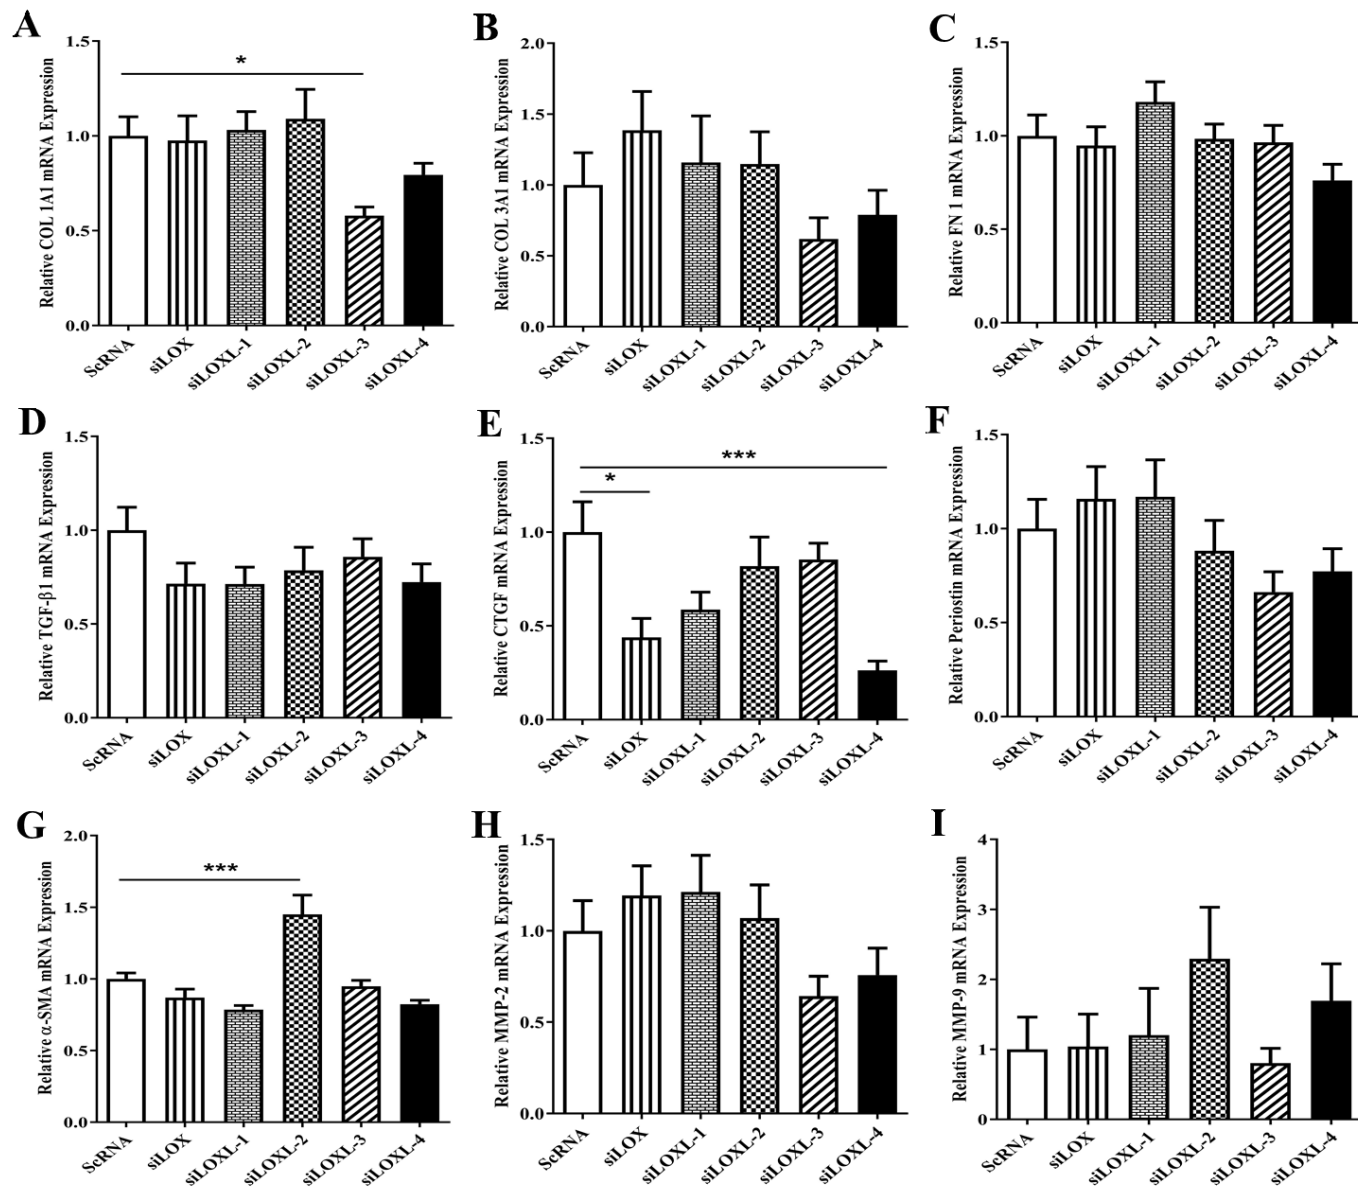 A
Relative COL 1A1 mRNA Expression
1.5
1.0
0.5
0.0
*
ScRNA
siLOX
siLOXL-1
siLOXL-2
siLOXL-3
siLOXL-4
B
Relative COL 3A1 mRNA Expression
2.0
1.5
1.0
0.5
0.0
ScRNA
siLOX
siLOXL-1
siLOXL-2
siLOXL-3
siLOXL-4
C
Relative FN 1 mRNA Expression
1.5
1.0
0.5
0.0
ScRNA
siLOX
siLOXL-1
siLOXL-2
siLOXL-3
siLOXL-4
D
Relative TGF-β1 mRNA Expression
1.5
1.0
0.5
0.0
ScRNA
siLOX
siLOXL-1
siLOXL-2
siLOXL-3
siLOXL-4
E
Relative CTGF mRNA Expression
1.5
1.0
0.5
0.0
***
*
ScRNA
siLOX
siLOXL-1
siLOXL-2
siLOXL-3
siLOXL-4
F
Relative Periostin mRNA Expression
1.5
1.0
0.5
0.0
ScRNA
siLOX
siLOXL-1
siLOXL-2
siLOXL-3
siLOXL-4
G
Relative α-SMA mRNA Expression
2.0
1.5
1.0
0.5
0.0
***
ScRNA
siLOX
siLOXL-1
siLOXL-2
siLOXL-3
siLOXL-4
H
Relative MMP-2 mRNA Expression
1.5
1.0
0.5
0.0
ScRNA
siLOX
siLOXL-1
siLOXL-2
siLOXL-3
siLOXL-4
I
Relative MMP-9 mRNA Expression
4
3
2
1
0
ScRNA
siLOX
siLOXL-1
siLOXL-2
siLOXL-3
siLOXL-4